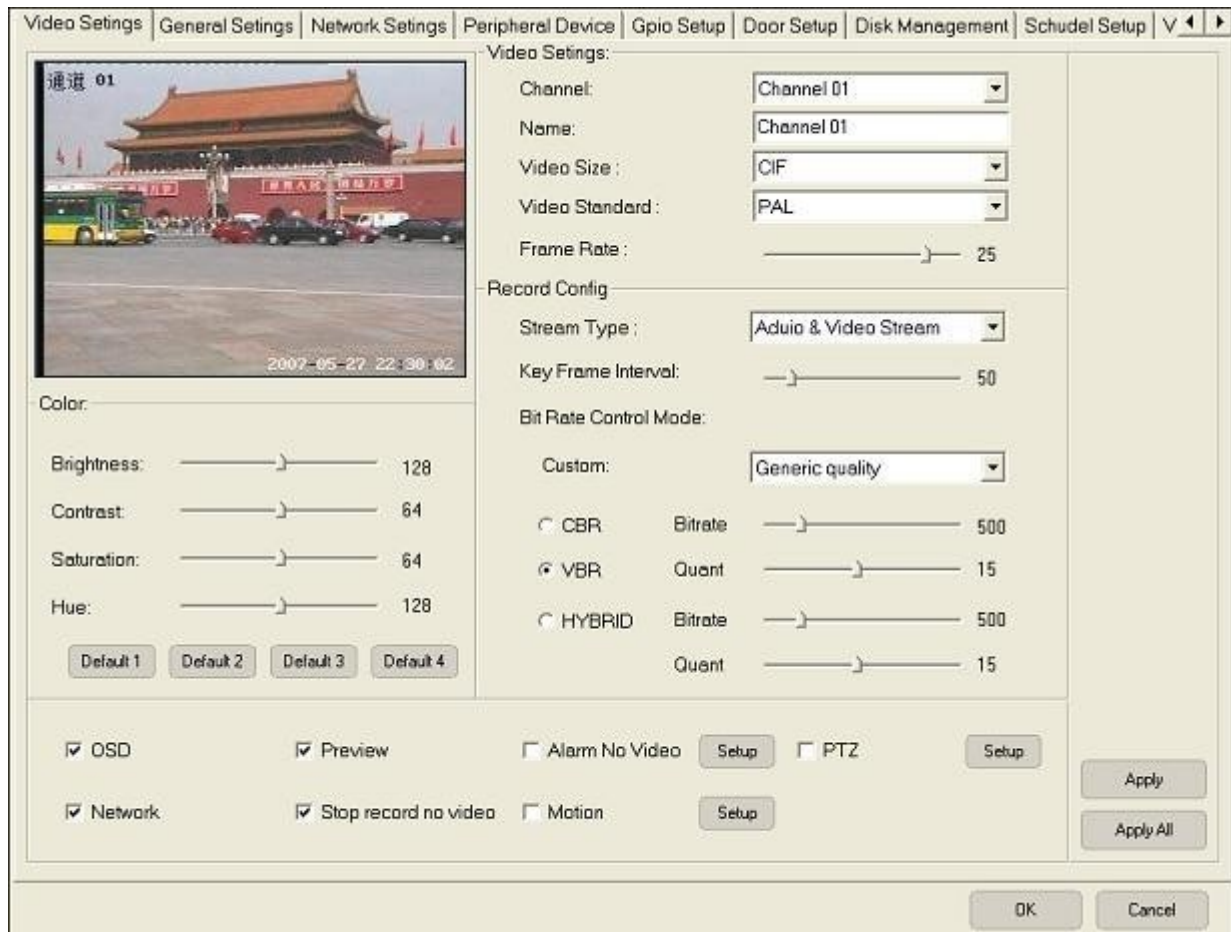 Video Setings General Setings Network Setings Peripheral Device Gpio Setup Door Setup Disk Management Schudel Setup V
通道 01
2007-05-27 22:30:02
Video Setings:
Channel: Channel 01
Name: Channel 01
Video Size : CIF
Video Standard : PAL
Frame Rate : 25
Record Config
Stream Type : Aduio & Video Stream
Key Frame Interval: 50
Bit Rate Control Mode:
Custom: Generic quality
CBR Bitrate 500
VBR Quant 15
HYBRID Bitrate 500
Quant 15
Color:
Brightness: 128
Contrast: 64
Saturation: 64
Hue: 128
Default 1 Default 2 Default 3 Default 4
OSD Preview Alarm No Video Setup PTZ Setup
Network Stop record no video Motion Setup
Apply
Apply All
OK Cancel